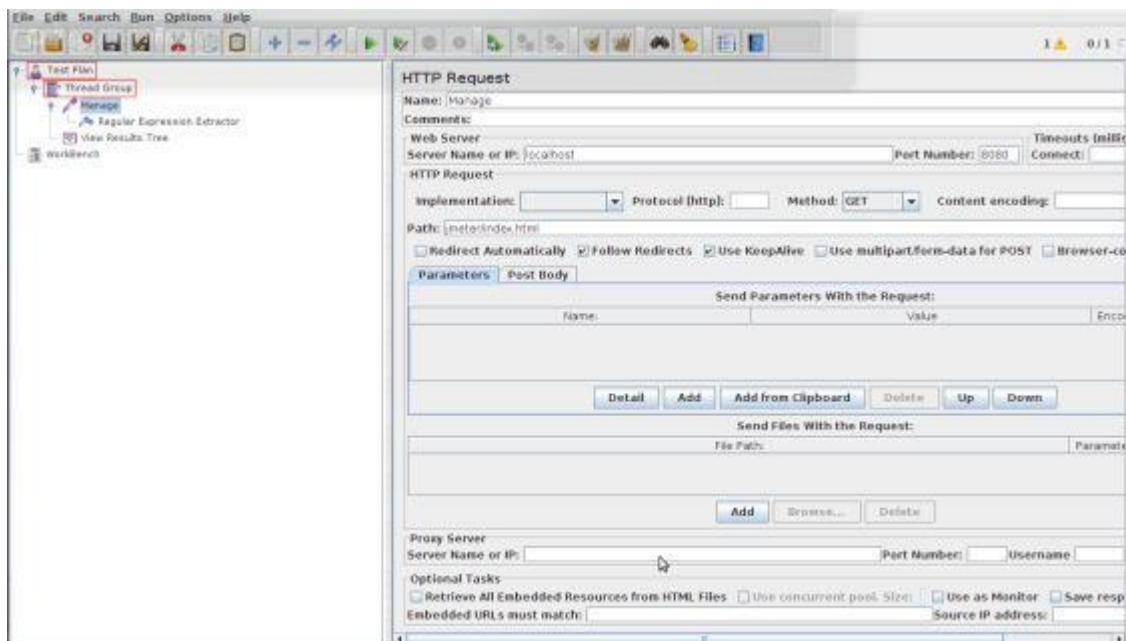 File Edit Search Run Options Help
1 0/1
Test Plan
Thread Group
Manage
Regular Expression Extractor
View Results Tree
WorkBench
HTTP Request
Name: Manage
Comments:
Web Server
Timeouts (millis
Server Name or IP: localhost
Port Number: 8080
Connect:
HTTP Request
Implementation: Protocol [http]: Method: GET Content encoding:
Path: jmeter/index.html
Redirect Automatically Follow Redirects Use KeepAlive Use multipart/form-data for POST Browser-co
Parameters Post Body
Send Parameters With the Request:
Name: Value Enco
Detail Add Add from Clipboard Delete Up Down
Send Files With the Request:
File Path: Paramete
Add Browse... Delete
Proxy Server
Server Name or IP: Port Number: Username
Optional Tasks
Retrieve All Embedded Resources from HTML Files Use concurrent pool. Size: Use as Monitor Save resp
Embedded URLs must match: Source IP address: